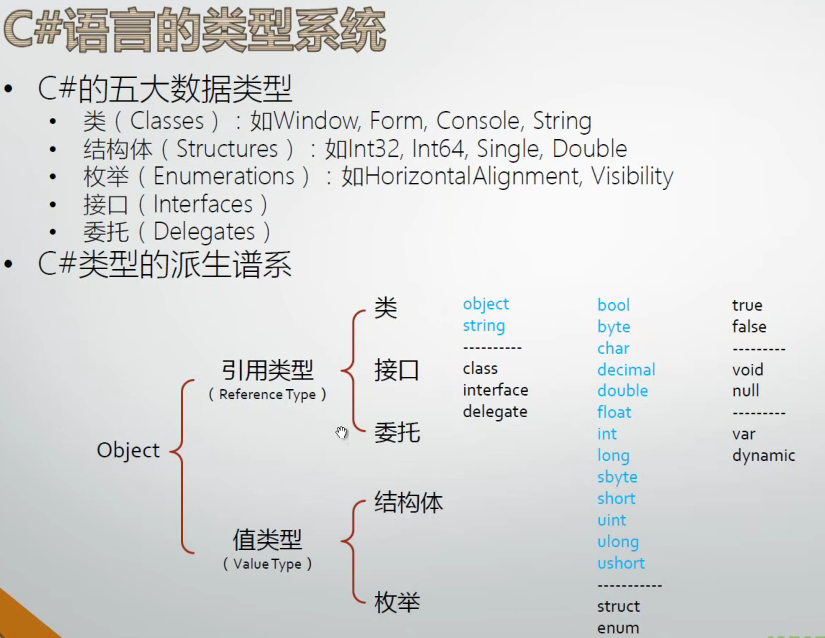 C#语言的类型系统
• C#的五大数据类型
• 类（Classes）：如Window, Form, Console, String
• 结构体（Structures）：如Int32, Int64, Single, Double
• 枚举（Enumerations）：如HorizontalAlignment, Visibility
• 接口（Interfaces）
• 委托（Delegates）
• C#类型的派生谱系
Object
引用类型
（Reference Type）
类
接口
委托
值类型
（Value Type）
结构体
枚举
object
string
----------
class
interface
delegate
bool
byte
char
decimal
double
float
int
long
sbyte
short
uint
ulong
ushort
-----------
struct
enum
true
false
---------
void
null
---------
var
dynamic